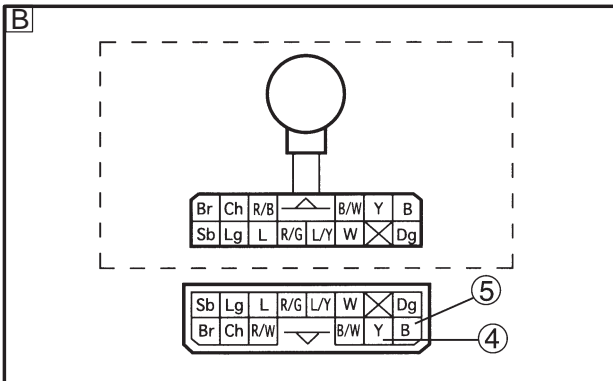 B
Br Ch R/B B/W Y B
Sb Lg L R/G L/Y W Dg
Sb Lg L R/G L/Y W Dg
⑤
Br Ch R/W B/W Y B
④